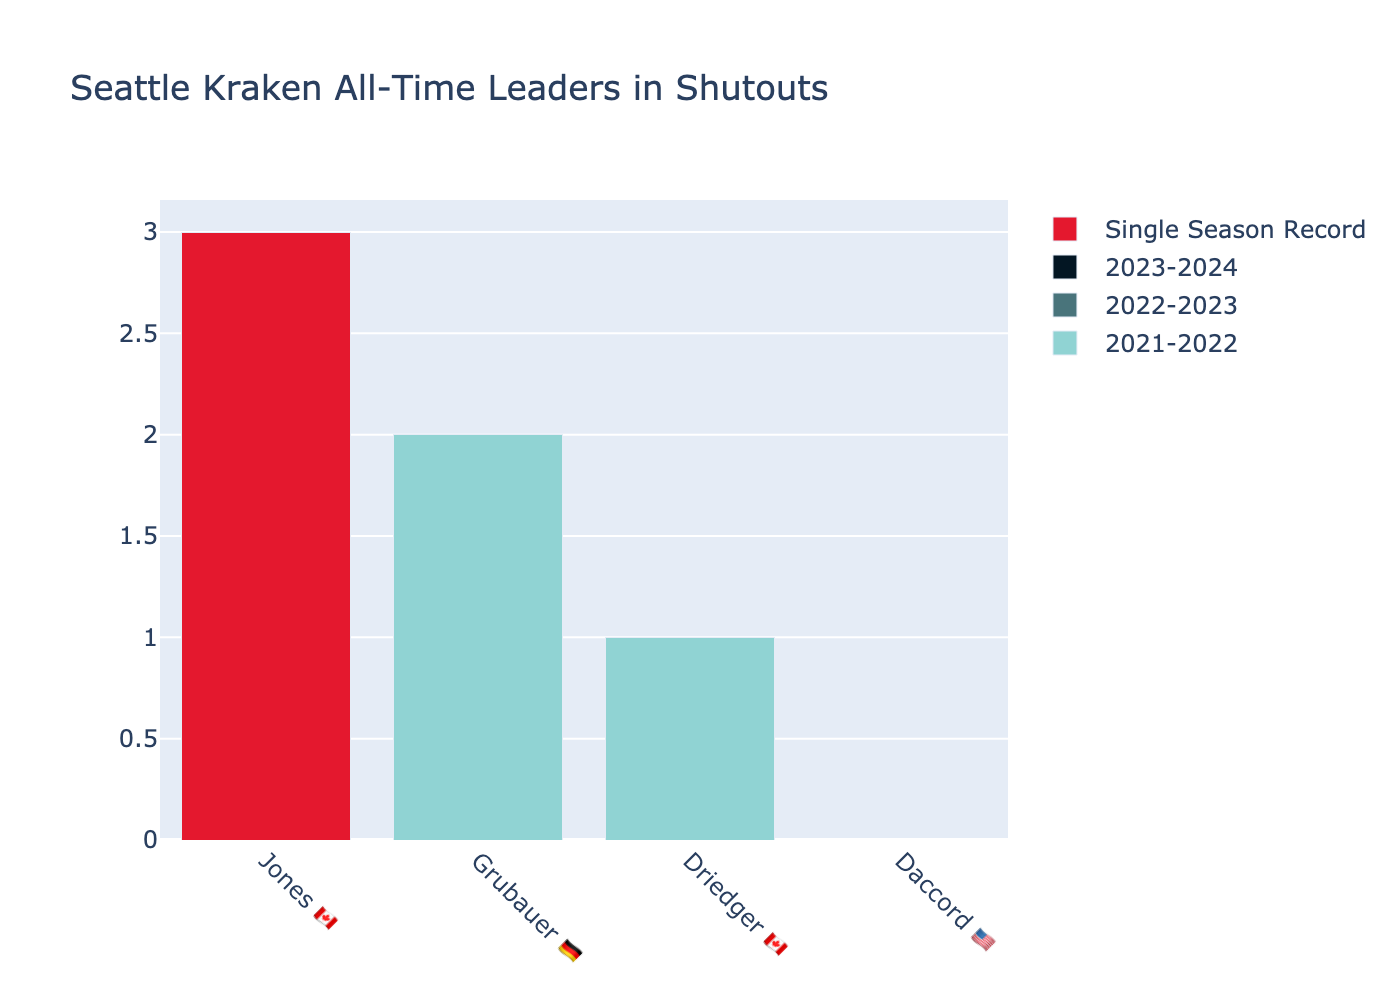 Seattle Kraken All-Time Leaders in Shutouts
3
2.5
2
1.5
1
0.5
0
Jones 🇨🇦
Grubauer 🇩🇪
Driedger 🇨🇦
Daccord 🇺🇸
Single Season Record
2023-2024
2022-2023
2021-2022